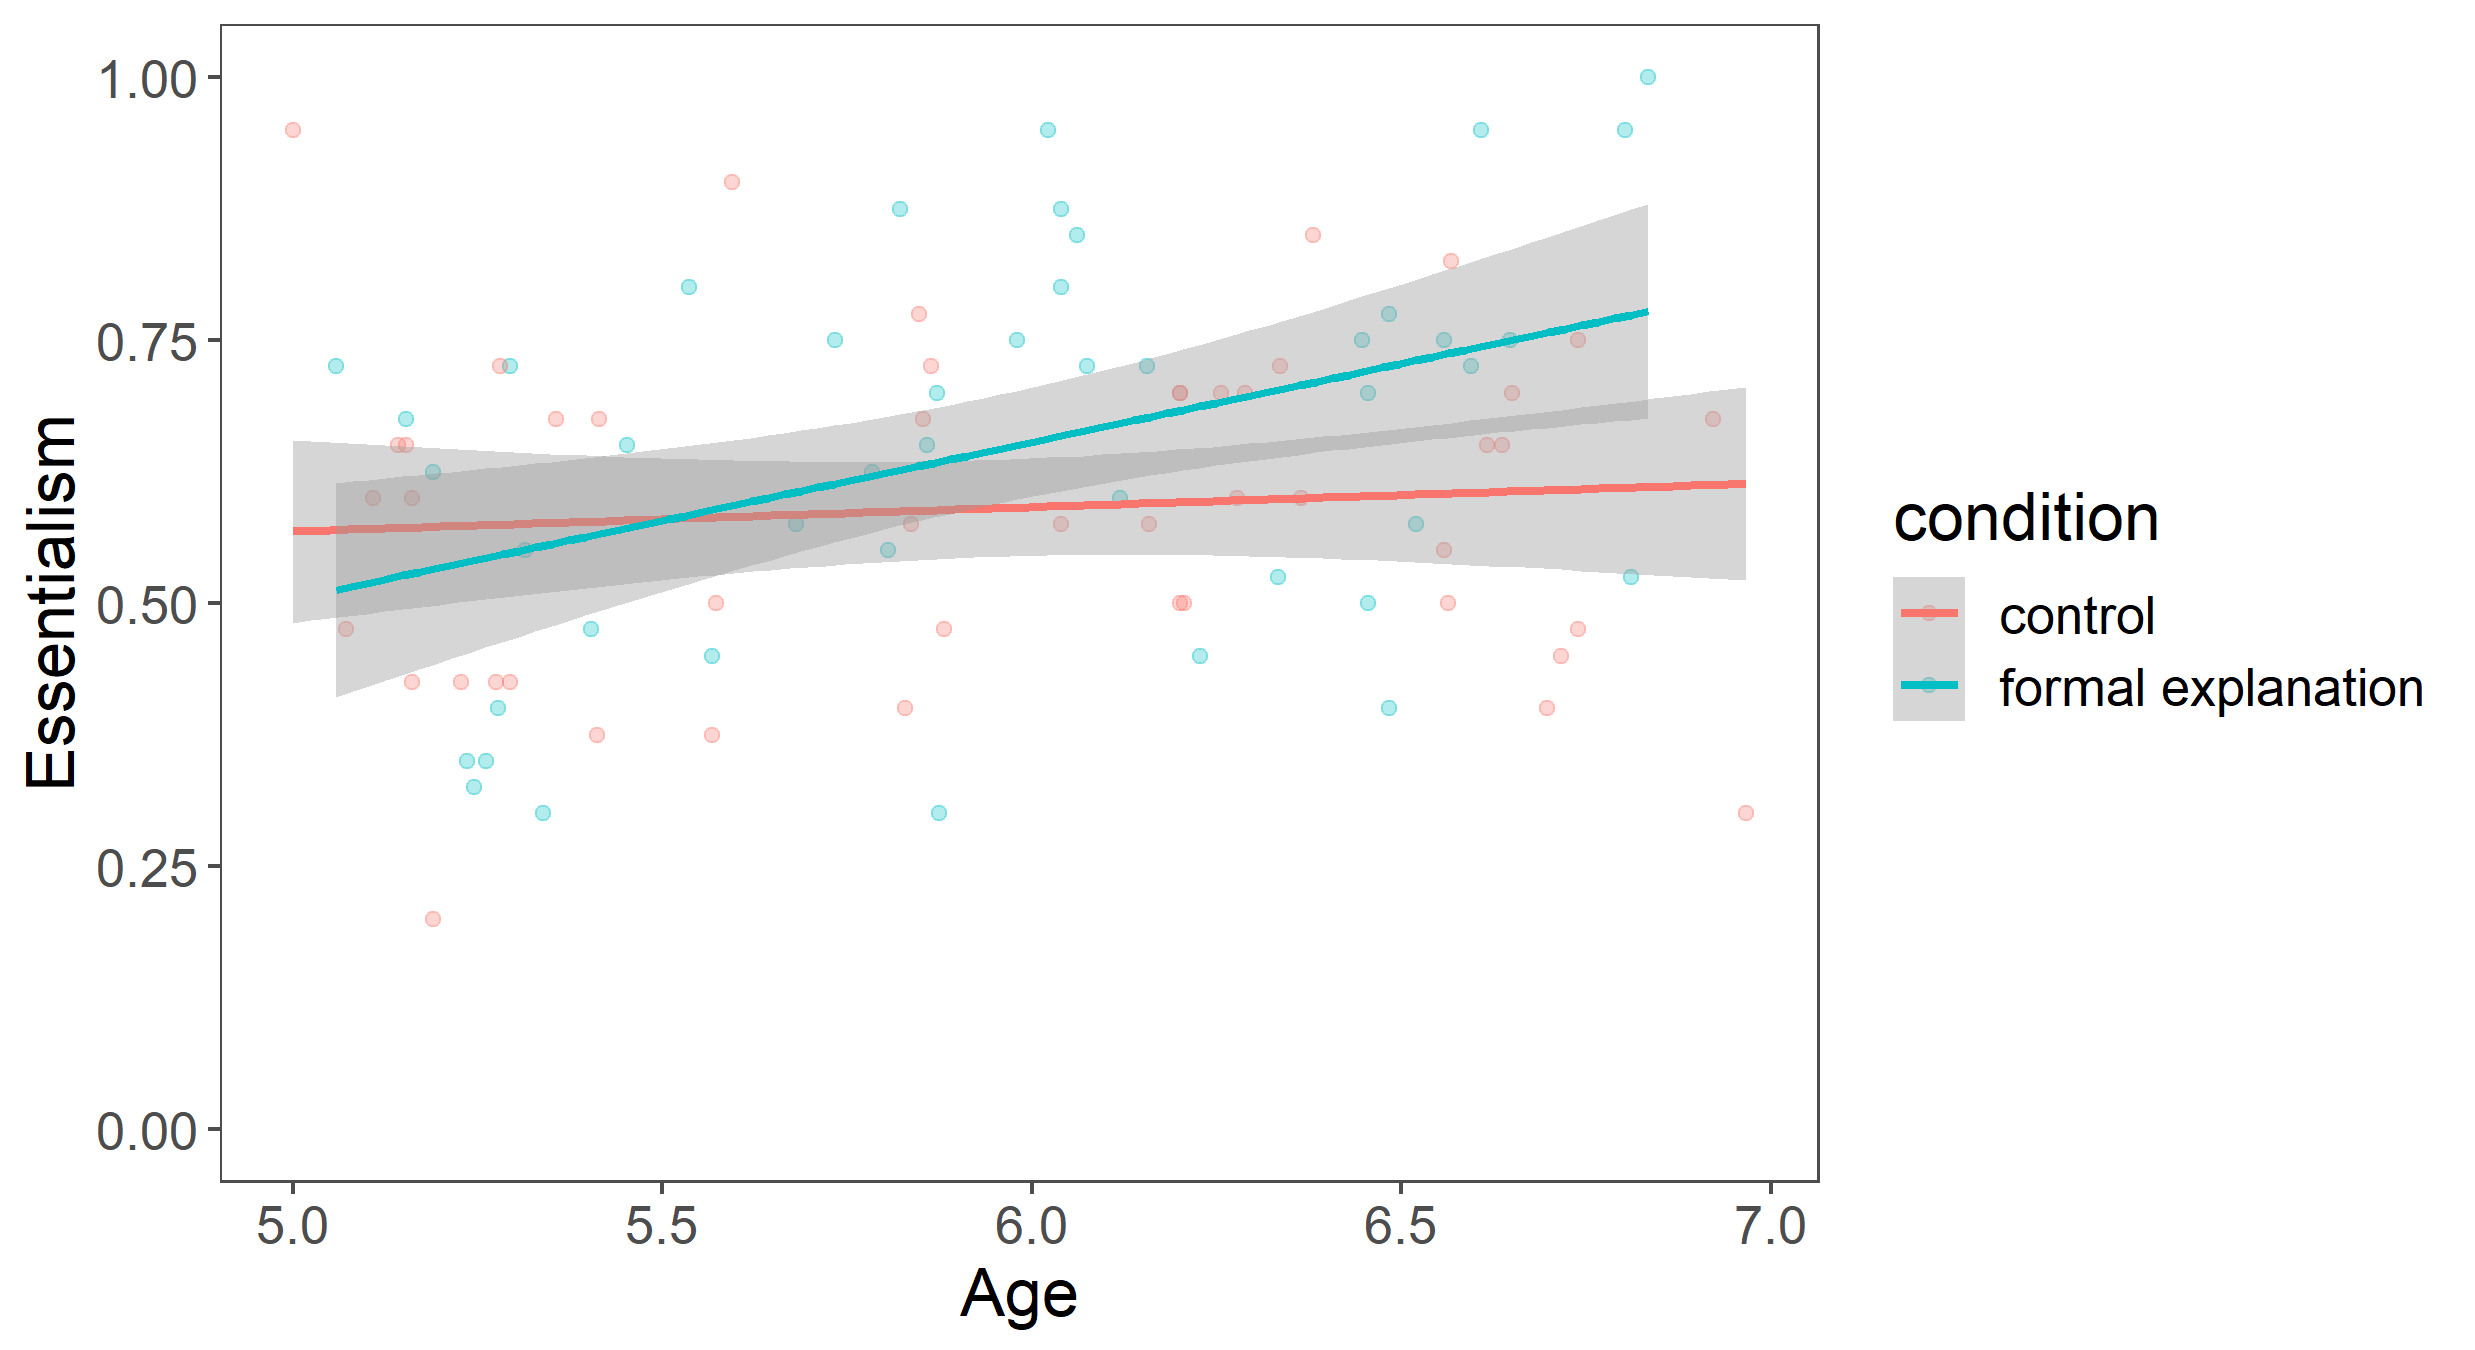 1.00
0.75
0.50
0.25
0.00
Essentialism
5.0 5.5 6.0 6.5 7.0
Age
condition
control
formal explanation